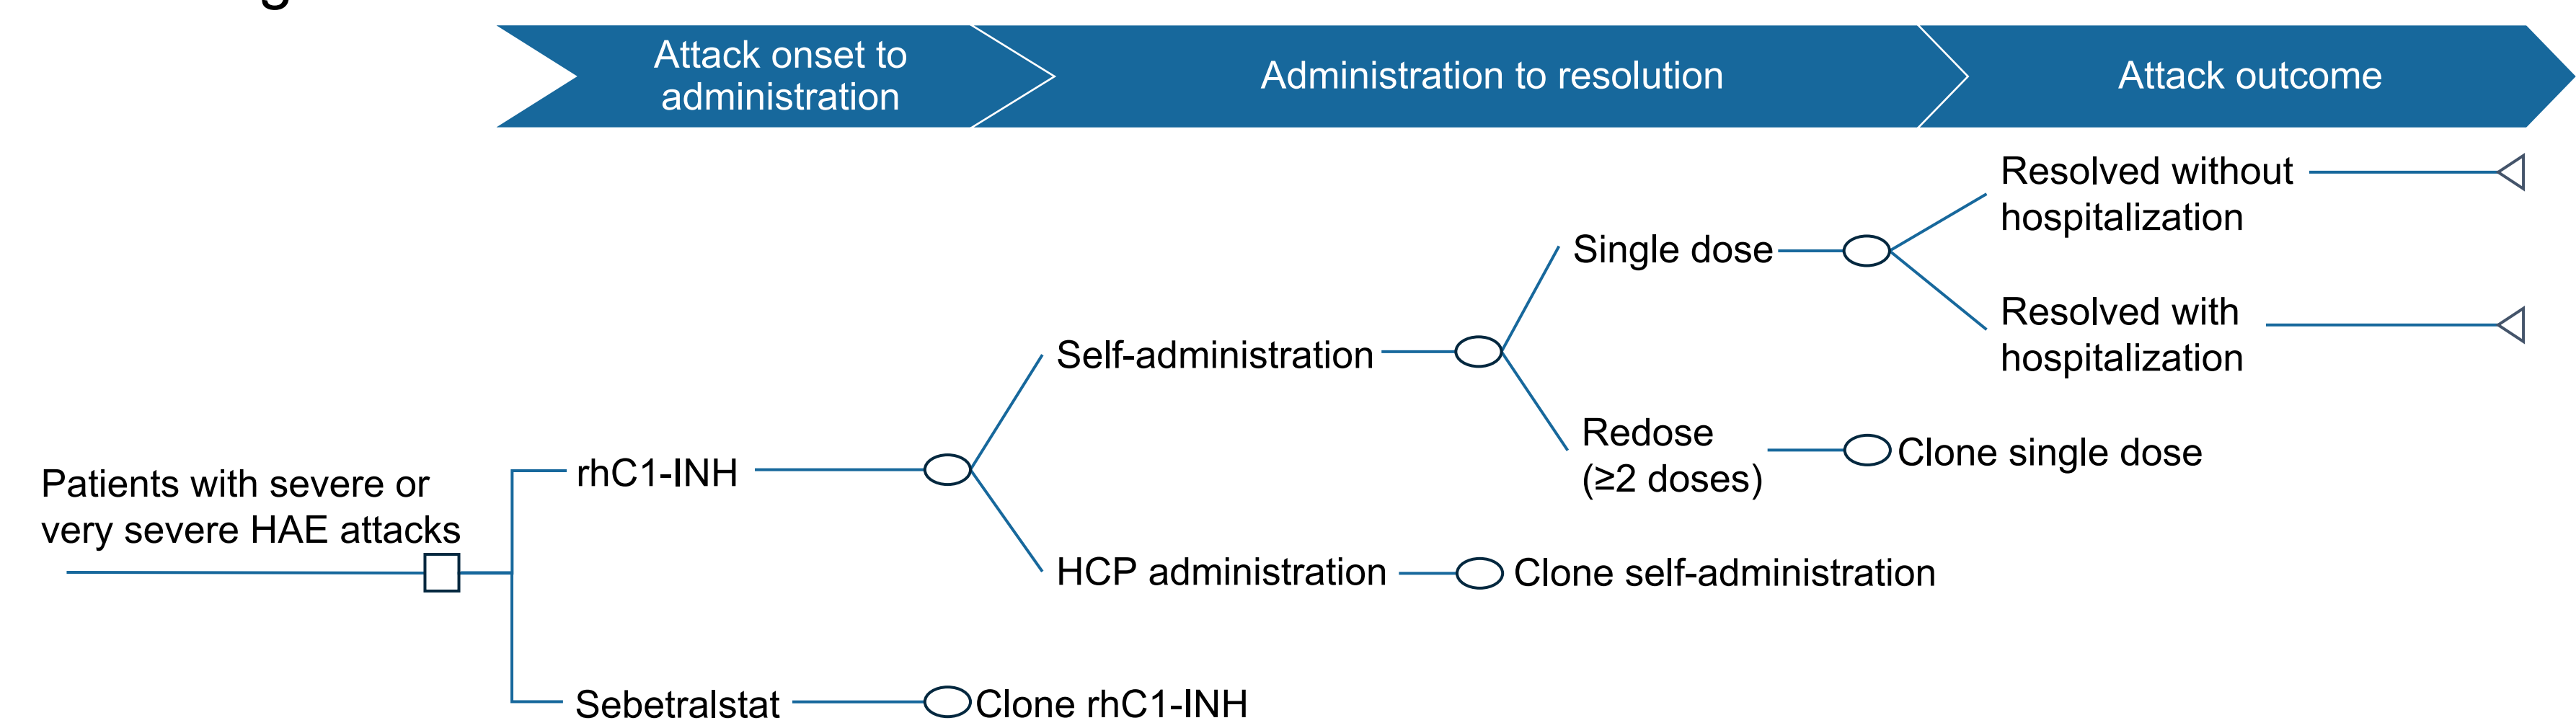 Attack onset to
administration
Administration to resolution
Attack outcome
Resolved without
hospitalization
Single dose
Resolved with
hospitalization
Self-administration
Redose
(≥2 doses)
Clone single dose
rhC1-INH
Patients with severe or
very severe HAE attacks
HCP administration
Clone self-administration
Sebetralstat
Clone rhC1-INH